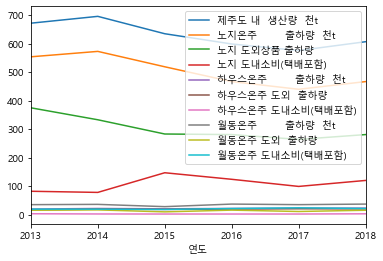 700
600
500
400
300
200
100
0
제주도 내 생산량 천t
노지온주 출하량 천t
노지 도외상품 출하량
노지 도내소비(택배포함)
하우스온주 출하량 천t
하우스온주 도외 출하량
하우스온주 도내소비(택배포함)
월동온주 출하량 천t
월동온주 도외 출하량
월동온주 도내소비(택배포함)
2013 2014 2015 2016 2017 2018
연도